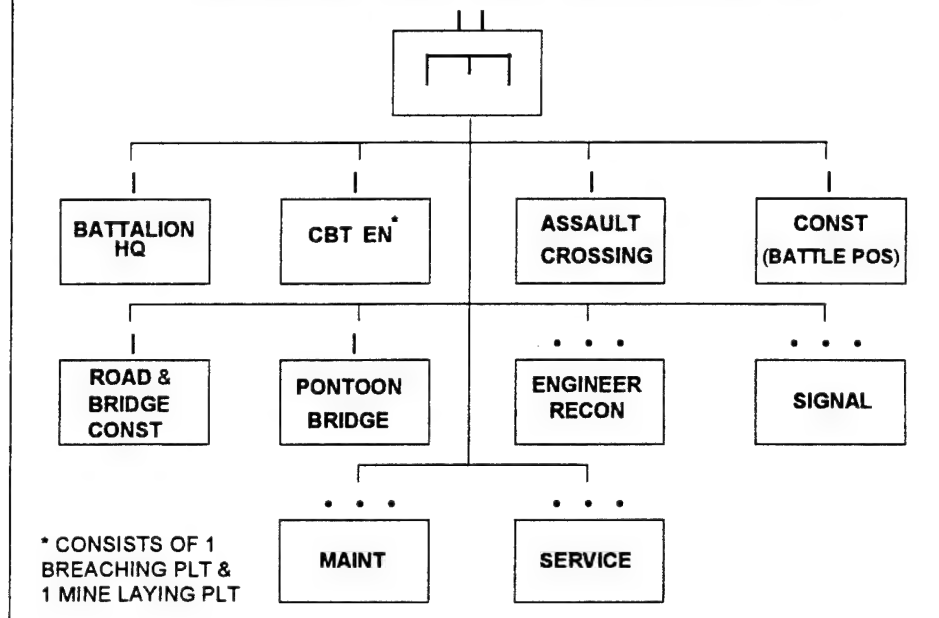 BATTALION
HQ
CBT EN*
ASSAULT
CROSSING
CONST
(BATTLE POS)
ROAD &
BRIDGE
CONST
PONTOON
BRIDGE
ENGINEER
RECON
SIGNAL
MAINT
SERVICE
* CONSISTS OF 1
BREACHING PLT &
1 MINE LAYING PLT